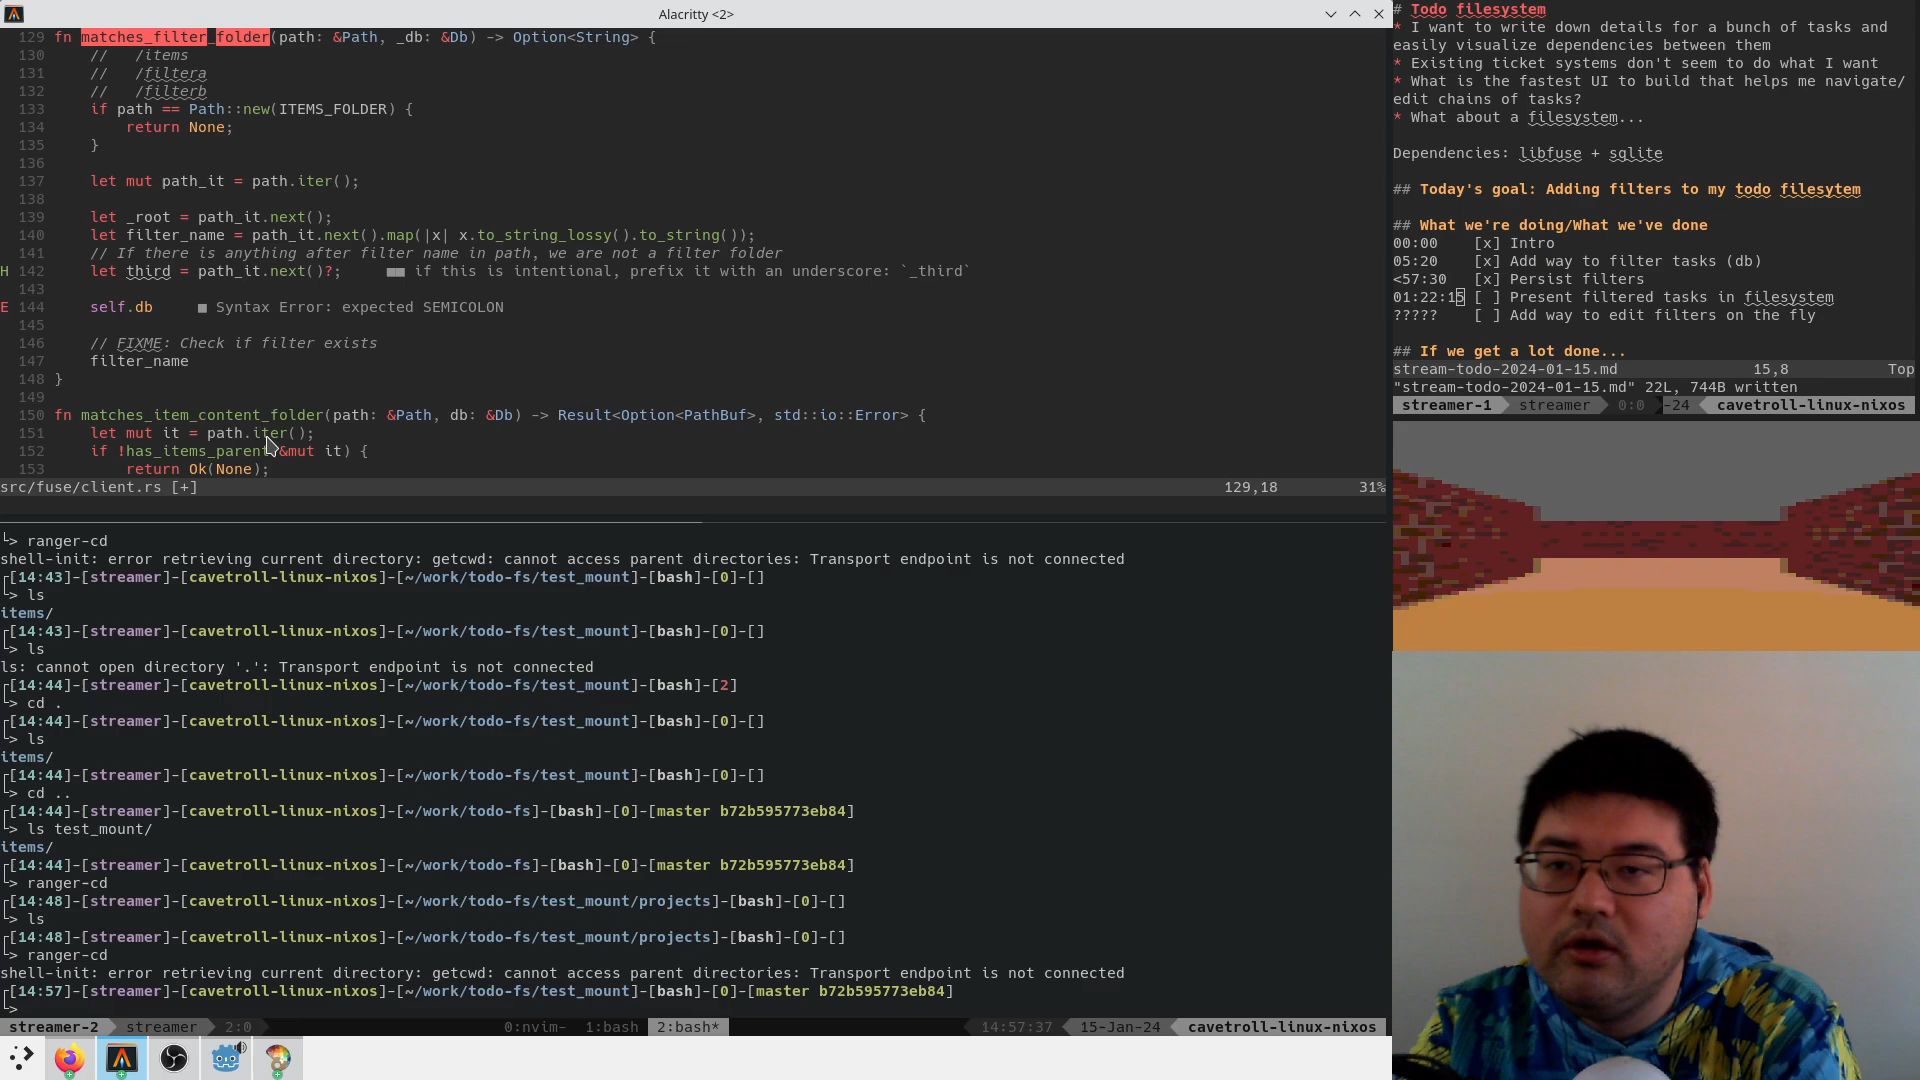 Alacritty <2>
129 fn matches_filter_folder(path: &Path, _db: &Db) -> Option<String> {
130     //   /items
131     //   /filtera
132     //   /filterb
133     if path == Path::new(ITEMS_FOLDER) {
134         return None;
135     }
136
137     let mut path_it = path.iter();
138
139     let _root = path_it.next();
140     let filter_name = path_it.next().map(|x| x.to_string_lossy().to_string());
141     // If there is anything after filter name in path, we are not a filter folder
H 142     let third = path_it.next()?;     ■■ if this is intentional, prefix it with an underscore: `_third`
143
E 144     self.db     ■ Syntax Error: expected SEMICOLON
145
146     // FIXME: Check if filter exists
147     filter_name
148 }
149
150 fn matches_item_content_folder(path: &Path, db: &Db) -> Result<Option<PathBuf>, std::io::Error> {
151     let mut it = path.iter();
152     if !has_items_parent(&mut it) {
153         return Ok(None);
src/fuse/client.rs [+]     129,18     31%
└> ranger-cd
shell-init: error retrieving current directory: getcwd: cannot access parent directories: Transport endpoint is not connected
┌[14:43]-[streamer]-[cavetroll-linux-nixos]-[~/work/todo-fs/test_mount]-[bash]-[0]-[]
└> ls
items/
┌[14:43]-[streamer]-[cavetroll-linux-nixos]-[~/work/todo-fs/test_mount]-[bash]-[0]-[]
└> ls
ls: cannot open directory '.': Transport endpoint is not connected
┌[14:44]-[streamer]-[cavetroll-linux-nixos]-[~/work/todo-fs/test_mount]-[bash]-[2]
└> cd .
┌[14:44]-[streamer]-[cavetroll-linux-nixos]-[~/work/todo-fs/test_mount]-[bash]-[0]-[]
└> ls
items/
┌[14:44]-[streamer]-[cavetroll-linux-nixos]-[~/work/todo-fs/test_mount]-[bash]-[0]-[]
└> cd ..
┌[14:44]-[streamer]-[cavetroll-linux-nixos]-[~/work/todo-fs]-[bash]-[0]-[master b72b595773eb84]
└> ls test_mount/
items/
┌[14:44]-[streamer]-[cavetroll-linux-nixos]-[~/work/todo-fs]-[bash]-[0]-[master b72b595773eb84]
└> ranger-cd
┌[14:48]-[streamer]-[cavetroll-linux-nixos]-[~/work/todo-fs/test_mount/projects]-[bash]-[0]-[]
└> ls
┌[14:48]-[streamer]-[cavetroll-linux-nixos]-[~/work/todo-fs/test_mount/projects]-[bash]-[0]-[]
└> ranger-cd
shell-init: error retrieving current directory: getcwd: cannot access parent directories: Transport endpoint is not connected
┌[14:57]-[streamer]-[cavetroll-linux-nixos]-[~/work/todo-fs/test_mount]-[bash]-[0]-[master b72b595773eb84]
└>
streamer-2   streamer   2:0   0:nvim-  1:bash  2:bash*   14:57:37   15-Jan-24   cavetroll-linux-nixos
# Todo filesystem
* I want to write down details for a bunch of tasks and
easily visualize dependencies between them
* Existing ticket systems don't seem to do what I want
* What is the fastest UI to build that helps me navigate/
edit chains of tasks?
* What about a filesystem...

Dependencies: libfuse + sqlite

## Today's goal: Adding filters to my todo filesytem

## What we're doing/What we've done
00:00    [x] Intro
05:20    [x] Add way to filter tasks (db)
<57:30   [x] Persist filters
01:22:15 [ ] Present filtered tasks in filesystem
?????    [ ] Add way to edit filters on the fly

## If we get a lot done...
stream-todo-2024-01-15.md     15,8     Top
"stream-todo-2024-01-15.md" 22L, 744B written
streamer-1   streamer   0:0   -24   cavetroll-linux-nixos